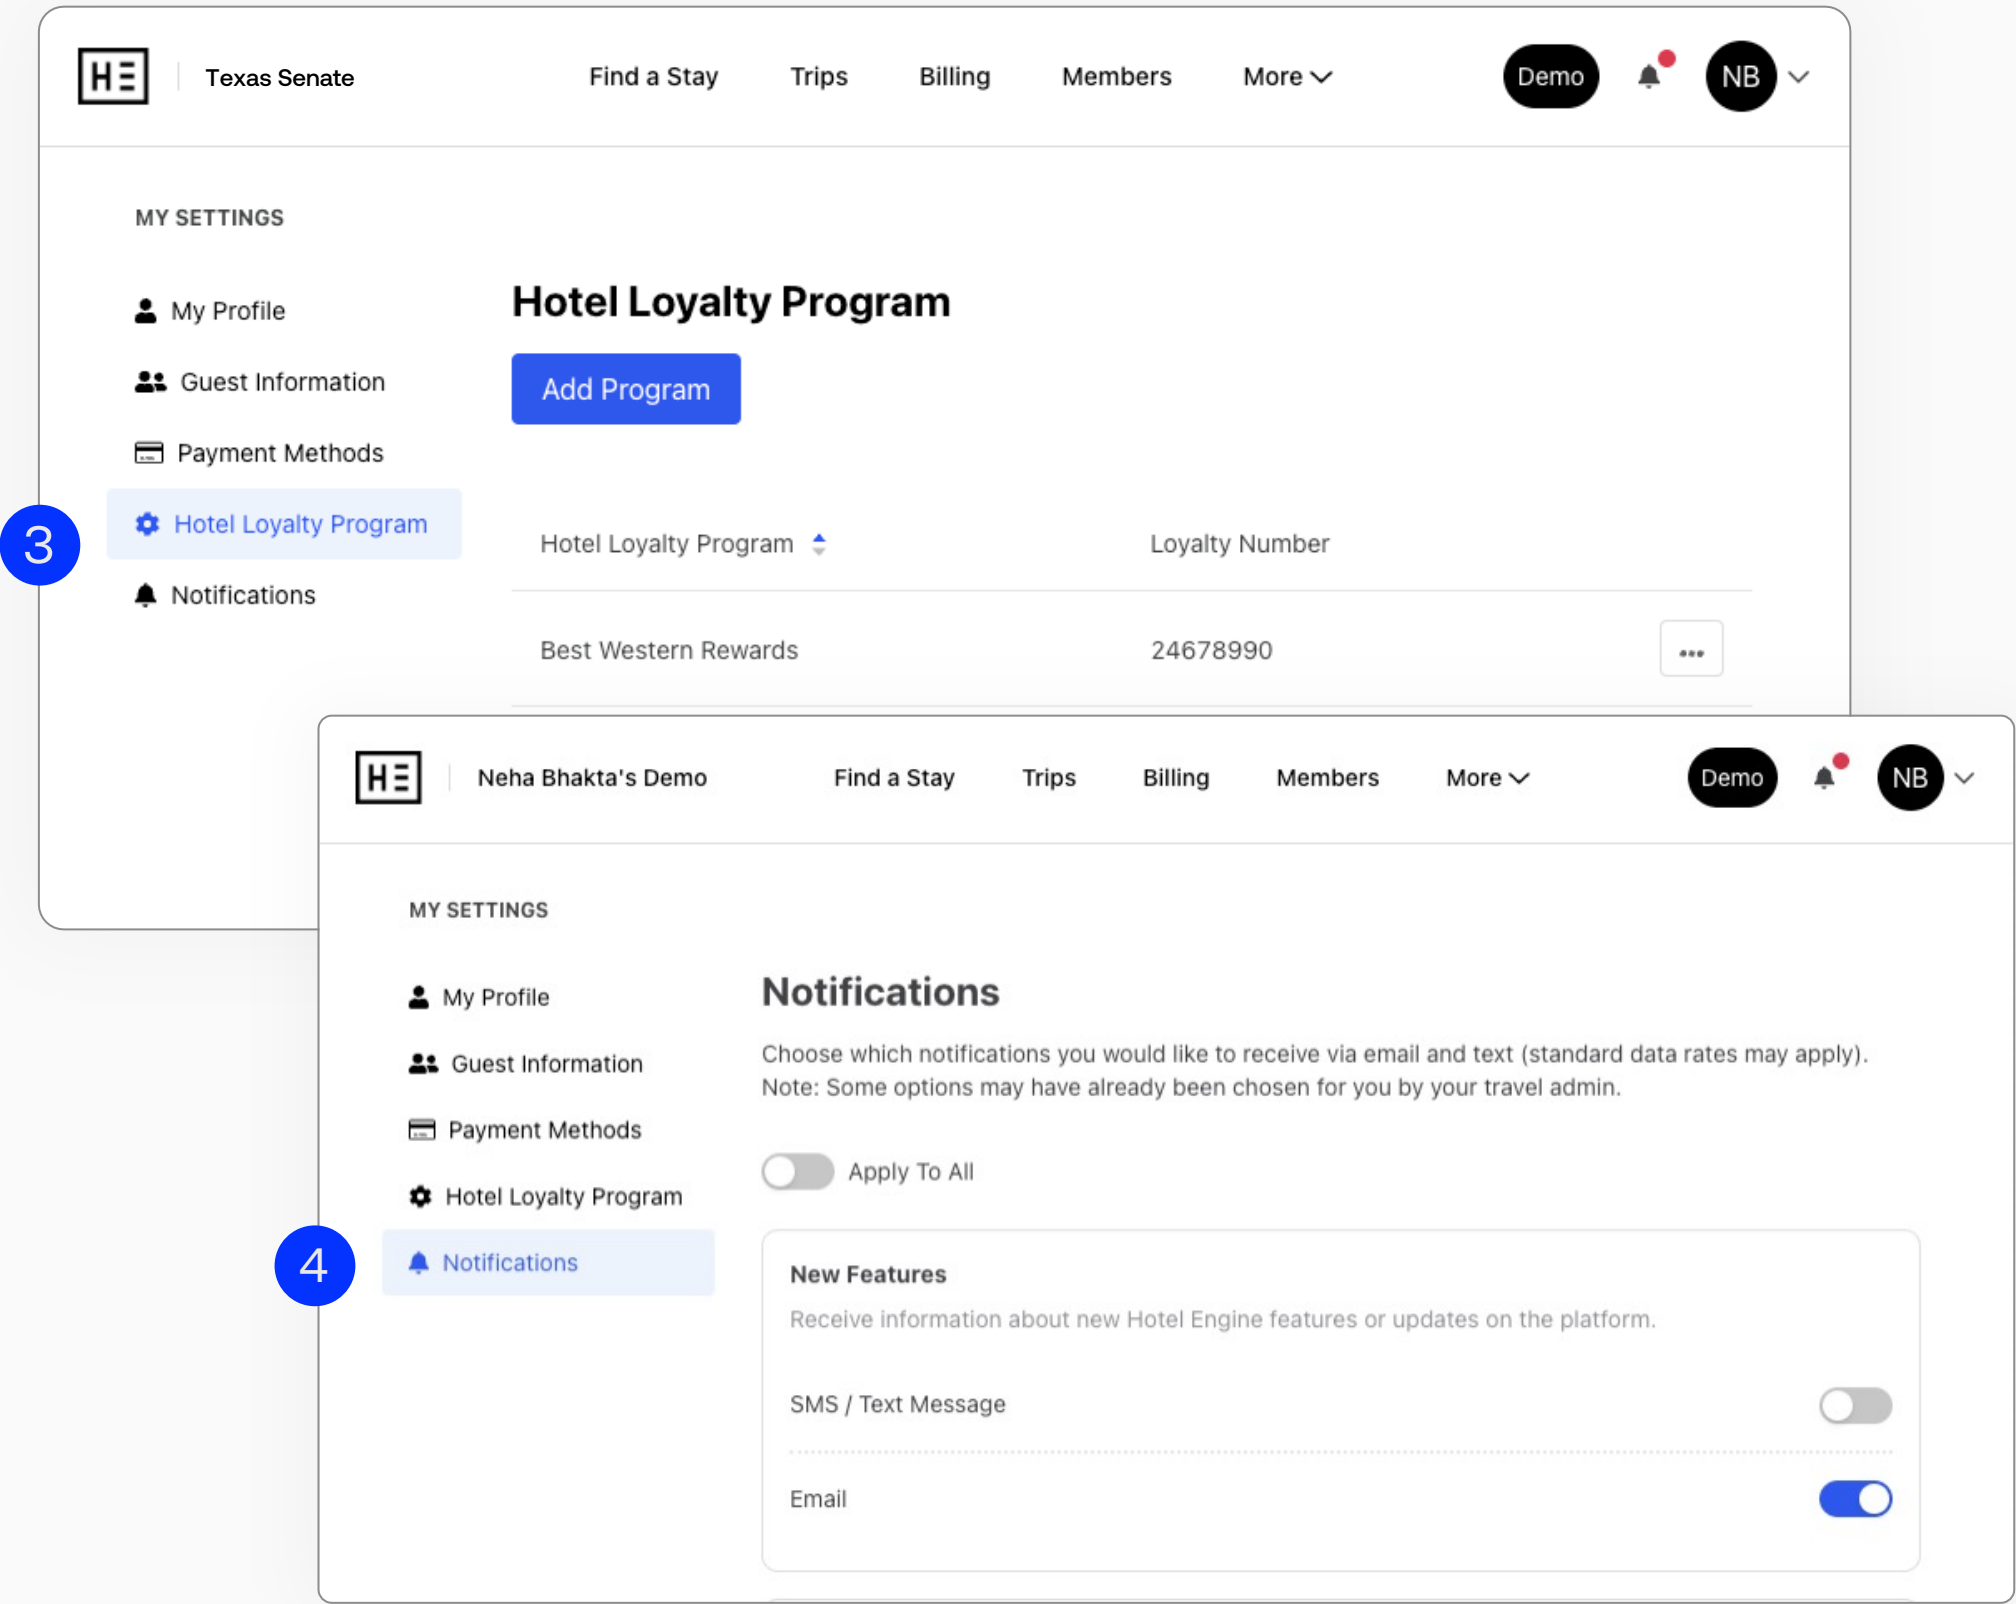 HE Texas Senate Find a Stay Trips Billing Members More Demo NB
MY SETTINGS
My Profile
Guest Information
Payment Methods
3 Hotel Loyalty Program
Notifications
Hotel Loyalty Program
Add Program
Hotel Loyalty Program Loyalty Number
Best Western Rewards 24678990 •••
HE Neha Bhakta's Demo Find a Stay Trips Billing Members More Demo NB
MY SETTINGS
My Profile
Guest Information
Payment Methods
Hotel Loyalty Program
4 Notifications
Notifications
Choose which notifications you would like to receive via email and text (standard data rates may apply).
Note: Some options may have already been chosen for you by your travel admin.
Apply To All
New Features
Receive information about new Hotel Engine features or updates on the platform.
SMS / Text Message
Email